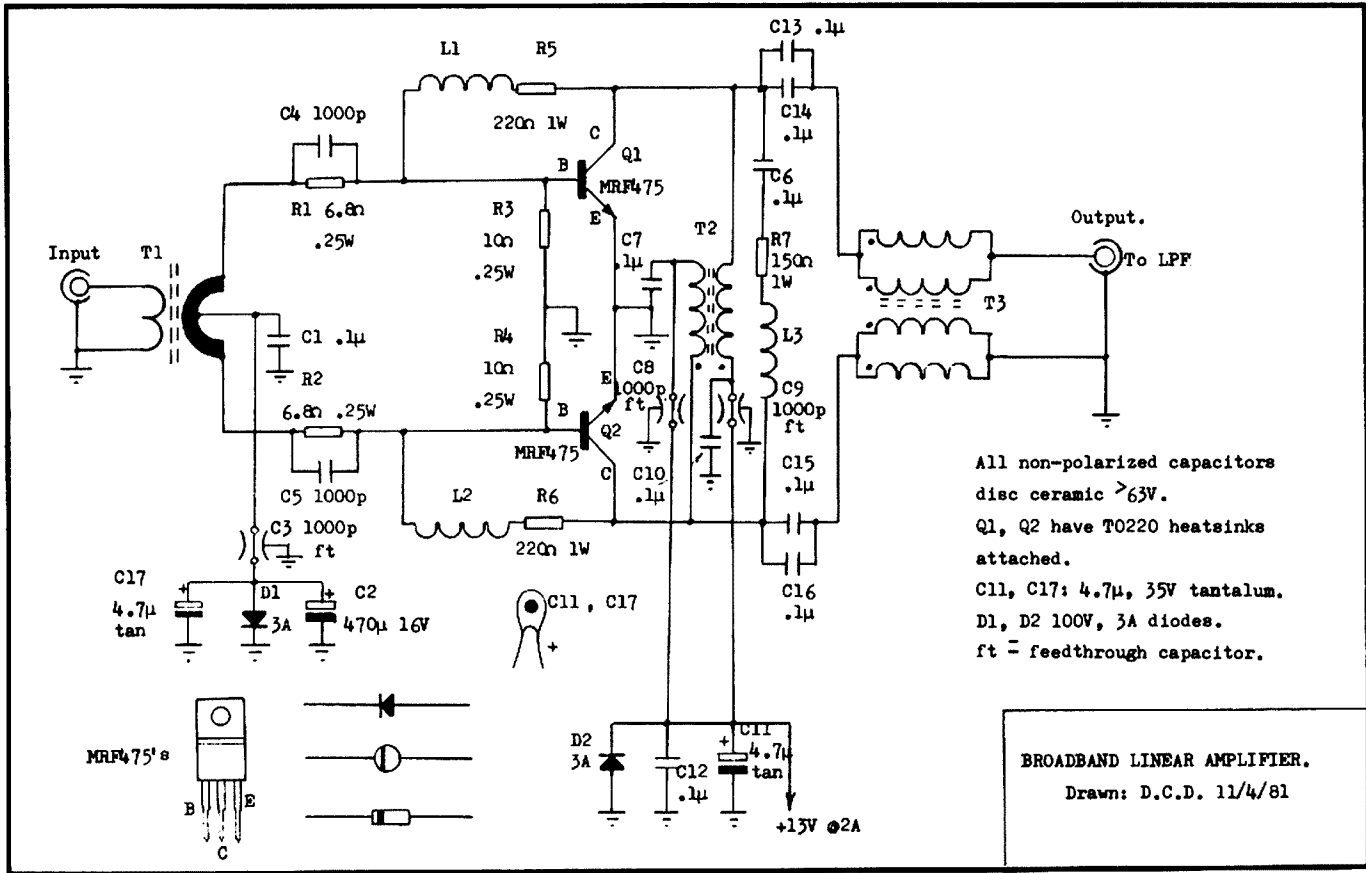 C13 .1µ
L1
R5
C4 1000p
C14
.1µ
220Ω 1W
C
B
Q1
MRF475
C6
.1µ
R1 6.8Ω
.25W
R3
10Ω
.25W
E
C7
.1µ
T2
R7
150Ω
1W
Output.
To LPF
Input
T1
T3
C1 .1µ
R4
10Ω
.25W
L3
R2
6.8Ω .25W
E
C8
1000p
ft
C9
1000p
ft
B
Q2
MRF475
C
C10
.1µ
C15
.1µ
C5 1000p
L2
R6
220Ω 1W
C3 1000p
ft
C16
.1µ
All non-polarized capacitors
disc ceramic >63V.
Q1, Q2 have TO220 heatsinks
attached.
C11, C17: 4.7µ, 35V tantalum.
D1, D2 100V, 3A diodes.
ft = feedthrough capacitor.
C17
4.7µ
tan
+
D1
3A
+
C2
470µ 16V
C11 , C17
+
MRF475's
B
E
C
D2
3A
C12
.1µ
+
C11
4.7µ
tan
+13V @2A
BROADBAND LINEAR AMPLIFIER.
Drawn: D.C.D. 11/4/81